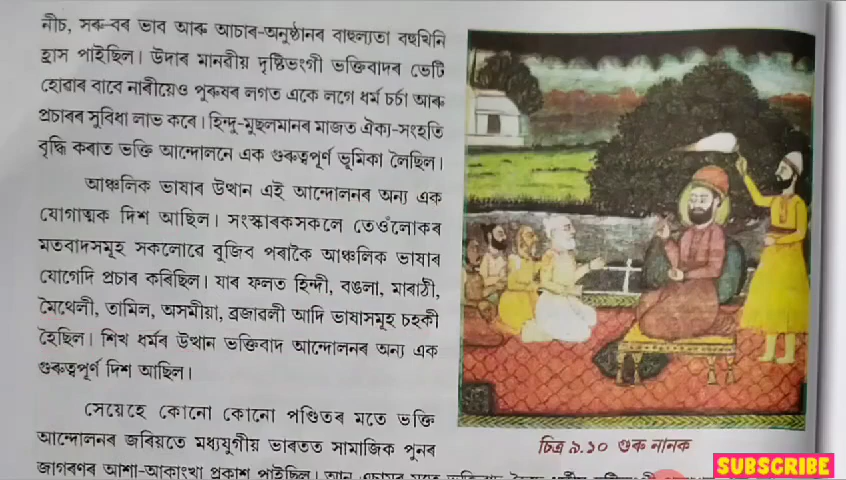 নীচ, সৰু-বৰ ভাব আৰু আচাৰ-অনুষ্ঠানৰ বাহুল্যতা বহুখিনি
হ্ৰাস পাইছিল। উদাৰ মানৱীয় দৃষ্টিভংগী ভক্তিবাদৰ ভেটি
হোৱাৰ বাবে নাৰীয়েও পুৰুষৰ লগত একে লগে ধৰ্ম চৰ্চা আৰু
প্ৰচাৰৰ সুবিধা লাভ কৰে। হিন্দু-মুছলমানৰ মাজত ঐক্য-সংহতি
বৃদ্ধি কৰাত ভক্তি আন্দোলনে এক গুৰুত্বপূৰ্ণ ভূমিকা লৈছিল।
আঞ্চলিক ভাষাৰ উত্থান এই আন্দোলনৰ অন্য এক
যোগাত্মক দিশ আছিল। সংস্কাৰকসকলে তেওঁলোকৰ
মতবাদসমূহ সকলোৱে বুজিব পৰাকৈ আঞ্চলিক ভাষাৰ
যোগেদি প্ৰচাৰ কৰিছিল। যাৰ ফলত হিন্দী, বঙলা, মাৰাঠী,
মৈথেলী, তামিল, অসমীয়া, ব্ৰজাৱলী আদি ভাষাসমূহ চহকী
হৈছিল। শিখ ধৰ্মৰ উত্থান ভক্তিবাদ আন্দোলনৰ অন্য এক
গুৰুত্বপূৰ্ণ দিশ আছিল।
সেয়েহে কোনো কোনো পণ্ডিতৰ মতে ভক্তি
আন্দোলনৰ জৰিয়তে মধ্যযুগীয় ভাৰতত সামাজিক পুনৰ
জাগৰণৰ আশা-আকাংখা প্ৰকাশ পাইছিল।
চিত্ৰ ৯.১০ গুৰু নানক
SUBSCRIBE